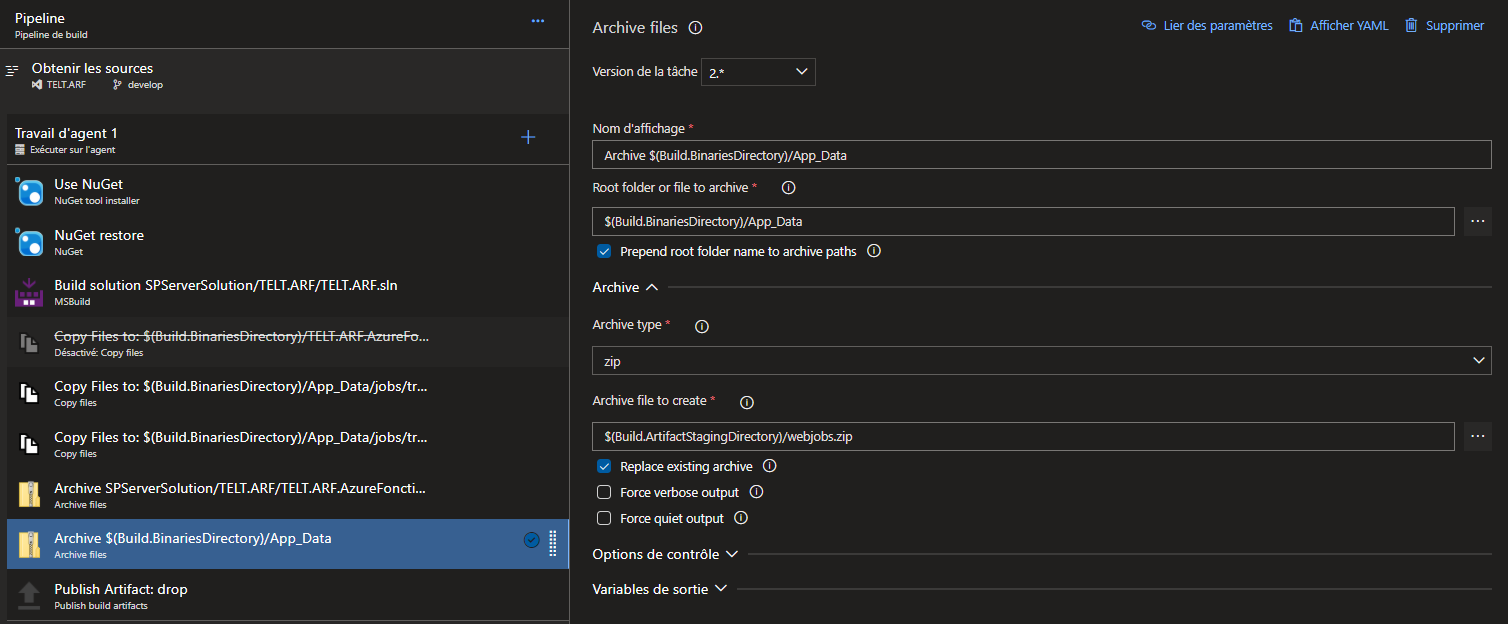 Pipeline
Pipeline de build
...
Obtenir les sources
TELT.ARF develop
Travail d'agent 1
Exécuter sur l'agent
Use NuGet
NuGet tool installer
NuGet restore
NuGet
Build solution SPServerSolution/TELT.ARF/TELT.ARF.sln
MSBuild
Copy Files to: $(Build.BinariesDirectory)/TELT.ARF.AzureFo...
Désactivé: Copy files
Copy Files to: $(Build.BinariesDirectory)/App_Data/jobs/tr...
Copy files
Copy Files to: $(Build.BinariesDirectory)/App_Data/jobs/tr...
Copy files
Archive SPServerSolution/TELT.ARF/TELT.ARF.AzureFoncti...
Archive files
Archive $(Build.BinariesDirectory)/App_Data
Archive files
Publish Artifact: drop
Publish build artifacts
Archive files
Lier des paramètres Afficher YAML Supprimer
Version de la tâche 2.*
Nom d'affichage *
Archive $(Build.BinariesDirectory)/App_Data
Root folder or file to archive *
$(Build.BinariesDirectory)/App_Data
...
Prepend root folder name to archive paths
Archive
Archive type *
zip
Archive file to create *
$(Build.ArtifactStagingDirectory)/webjobs.zip
...
Replace existing archive
Force verbose output
Force quiet output
Options de contrôle
Variables de sortie